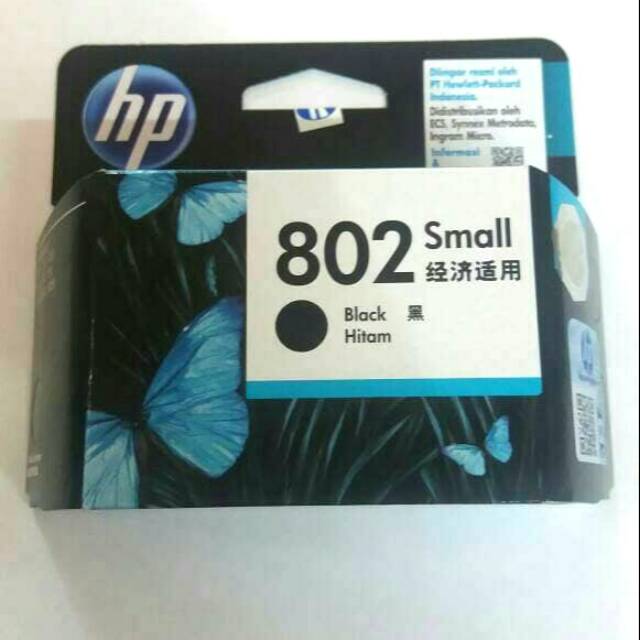 hp
Diimpor resmi oleh
PT Hewlett-Packard
Indonesia.
Didistribusikan oleh
ECS, Synnex Metrodata,
Ingram Micro.
Informasi
802 Small
经济适用
Black 黑
Hitam